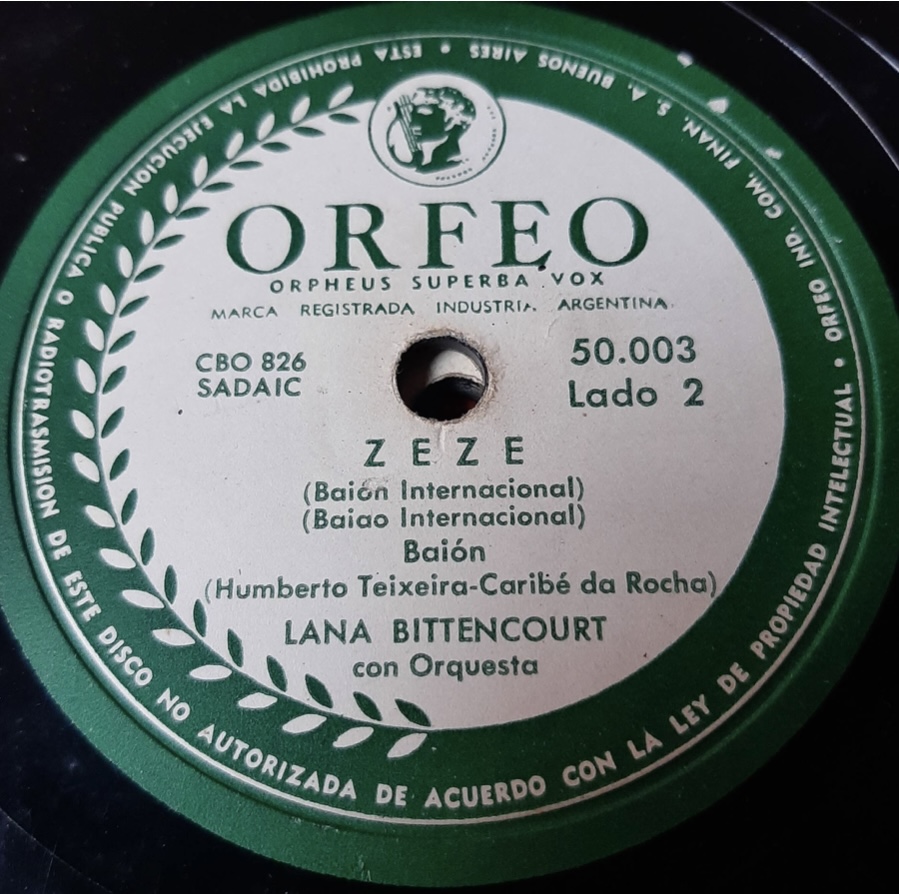 ORFEO
ORPHEUS SUPERBA VOX
MARCA REGISTRADA INDUSTRIA ARGENTINA.
CBO 826
SADAIC
50.003
Lado 2
ZEZE
(Baión Internacional)
(Baiao Internacional)
Baión
(Humberto Teixeira-Caribé da Rocha)
LANA BITTENCOURT
con Orquesta
ESTA PROHIBIDA LA EJECUCION PUBLICA O RADIOTRASMISION DE ESTE DISCO NO AUTORIZADA DE ACUERDO CON LA LEY DE PROPIEDAD INTELECTUAL • ORFEO IND. COM. FINAN. S. A. BUENOS AIRES •